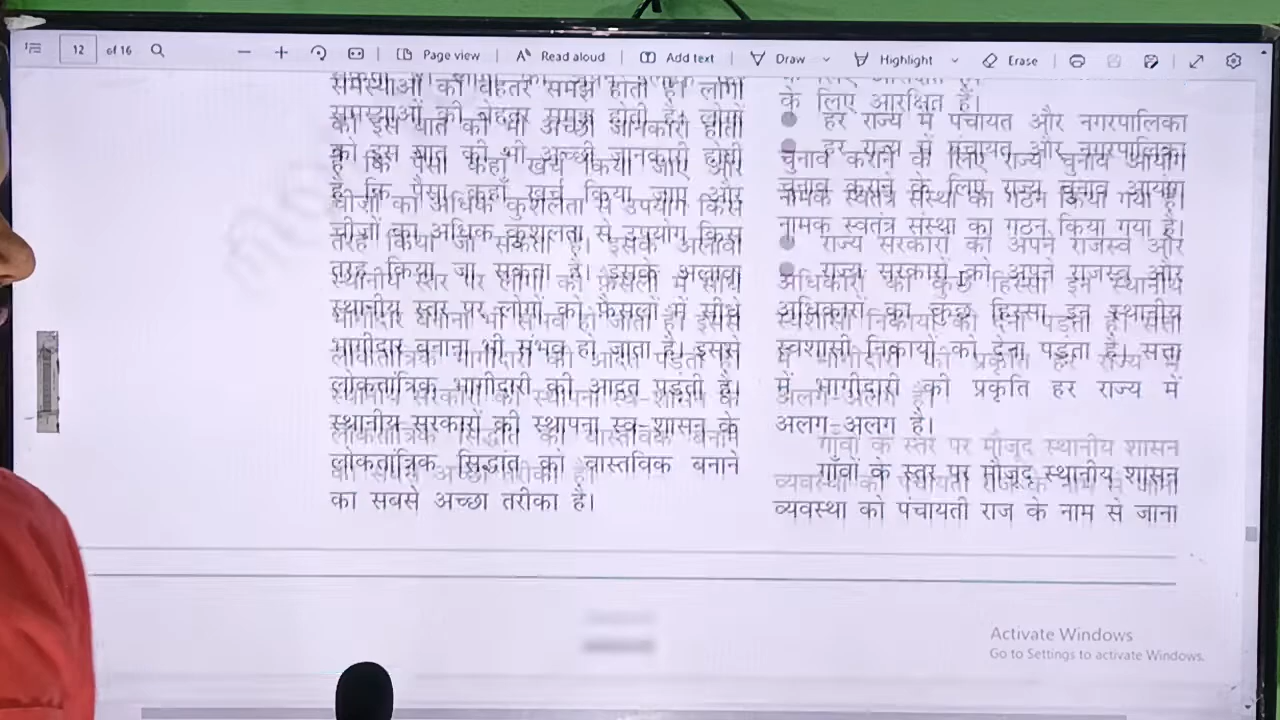 12 of 16 Page view Read aloud Add text Draw Highlight Erase
समस्याओं की बेहतर समझ होती है। लोगों
को इस बात की भी अच्छी जानकारी होती
है कि पैसा कहाँ खर्च किया जाए और
चीजों का अधिक कुशलता से उपयोग किस
तरह किया जा सकता है। इसके अलावा
स्थानीय स्तर पर लोगों को फ़ैसलों में सीधे
भागीदार बनाना भी संभव हो जाता है। इससे
लोकतांत्रिक भागीदारी की आदत पड़ती है।
स्थानीय सरकारों की स्थापना स्व-शासन के
लोकतांत्रिक सिद्धांत को वास्तविक बनाने
का सबसे अच्छा तरीका है।
के लिए आरक्षित हैं।
● हर राज्य में पंचायत और नगरपालिका
चुनाव कराने के लिए राज्य चुनाव आयोग
नामक स्वतंत्र संस्था का गठन किया गया है।
● राज्य सरकारों को अपने राजस्व और
अधिकारों का कुछ हिस्सा इन स्थानीय
स्वशासी निकायों को देना पड़ता है। सत्ता
में भागीदारी की प्रकृति हर राज्य में
अलग-अलग है।
गाँवों के स्तर पर मौजूद स्थानीय शासन
व्यवस्था को पंचायती राज के नाम से जाना
Activate Windows
Go to Settings to activate Windows.